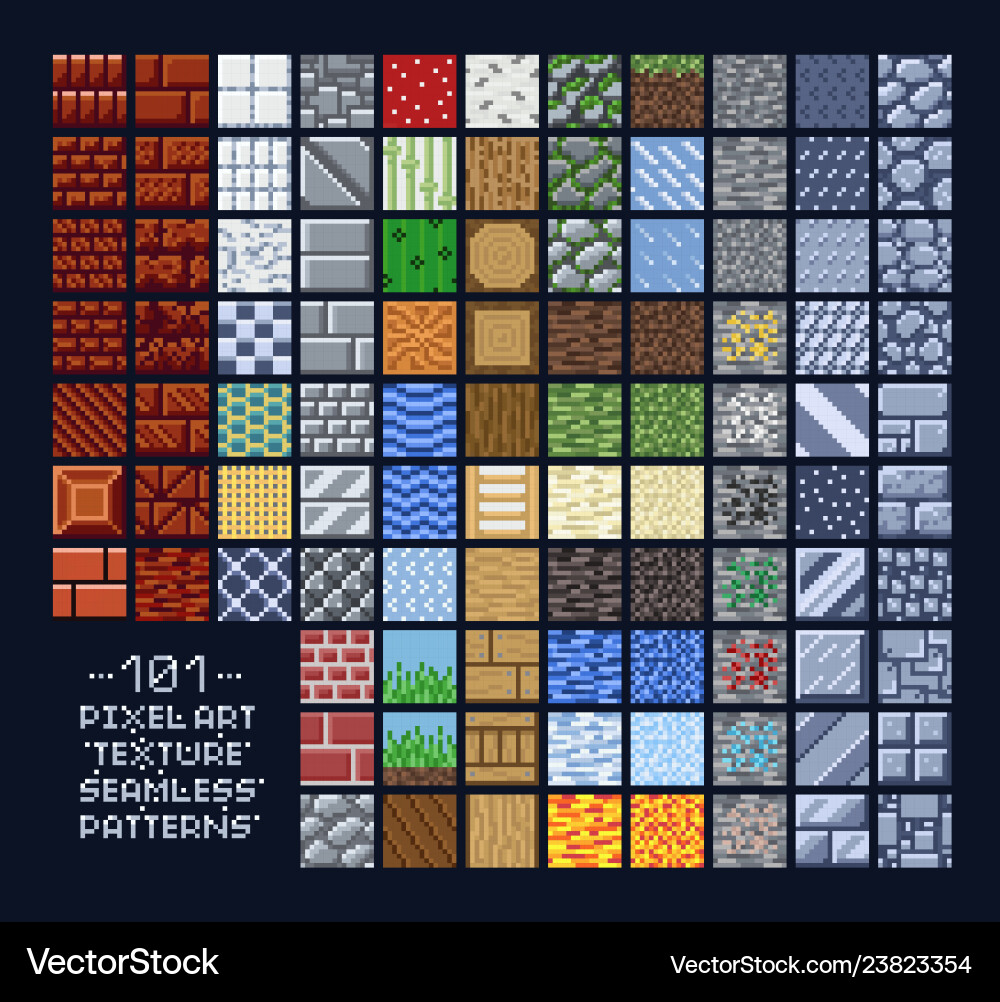 101
PIXEL ART
TEXTURE
SEAMLESS
PATTERNS
VectorStock
VectorStock.com/23823354